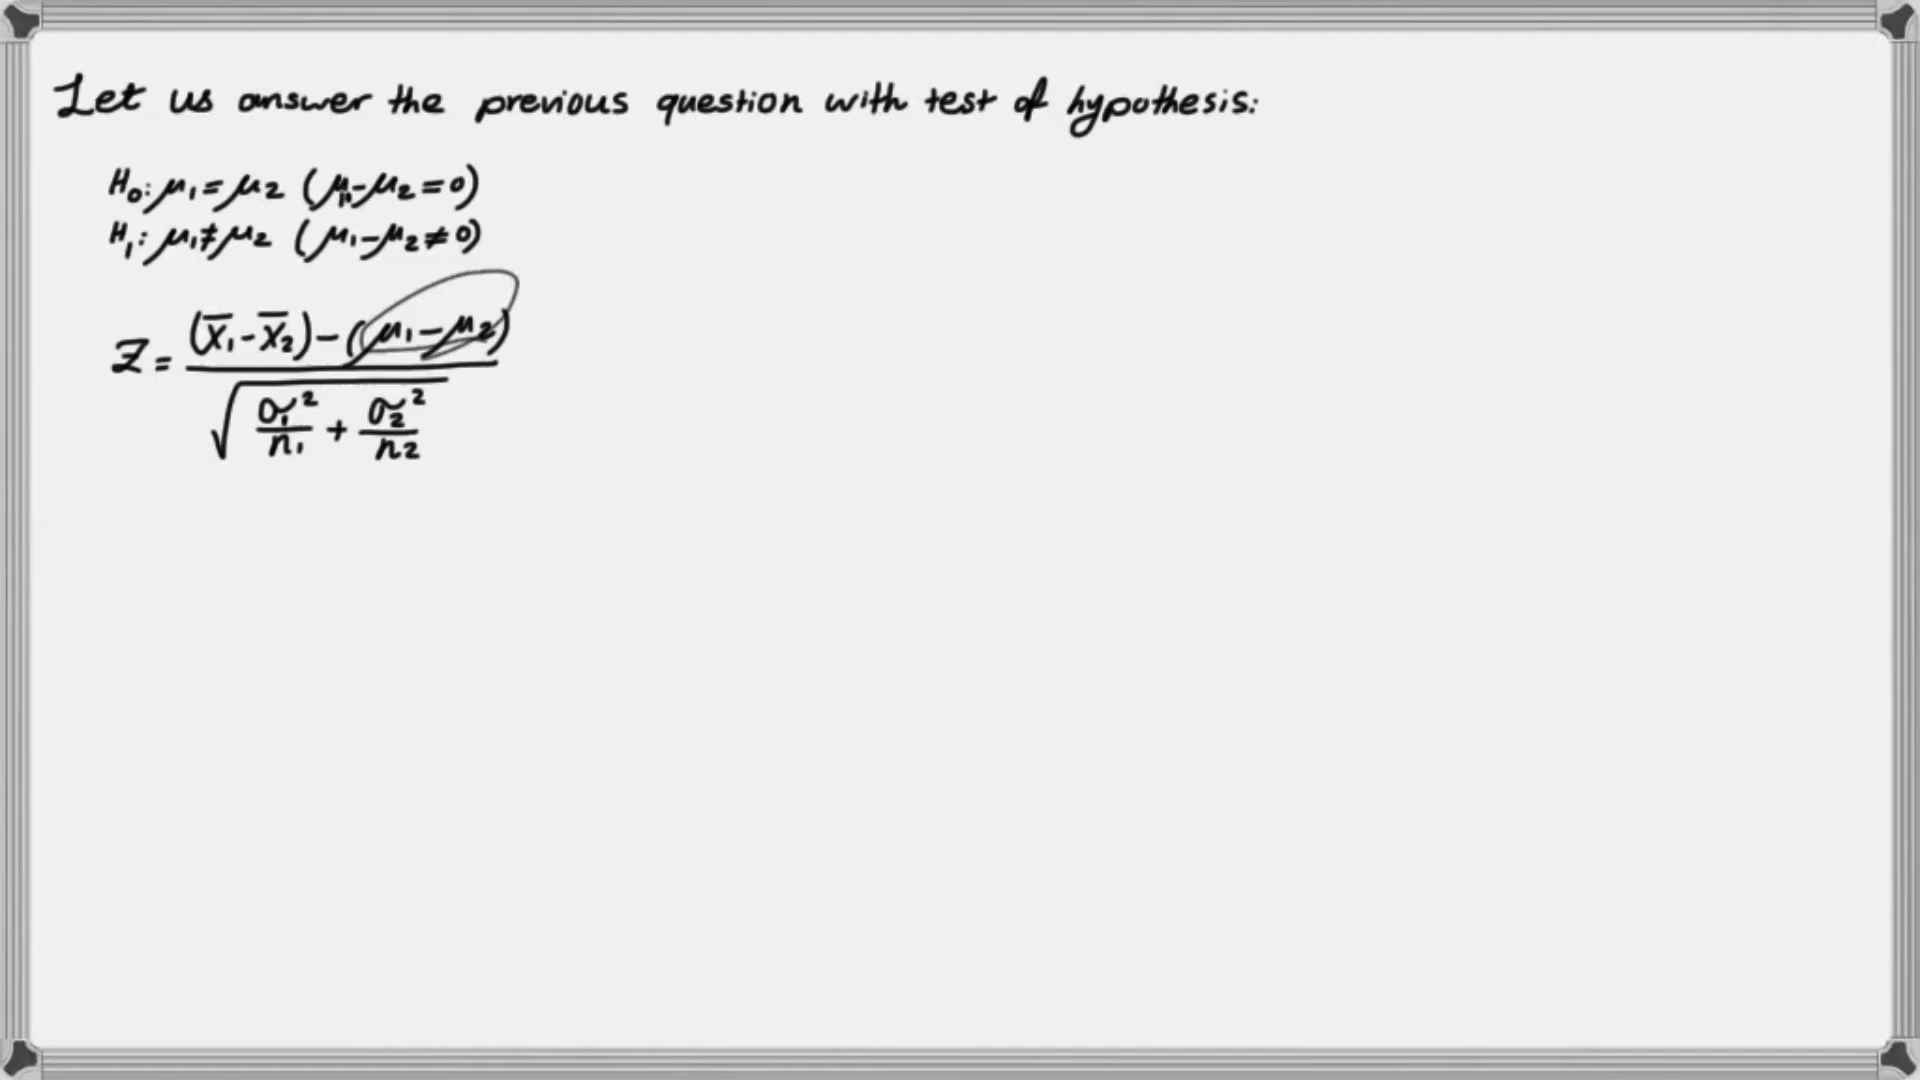 Let us answer the previous question with test of hypothesis:
H₀: μ₁ = μ₂ (μ₁ - μ₂ = 0)
H₁: μ₁ ≠ μ₂ (μ₁ - μ₂ ≠ 0)
Z = ((X̄₁ - X̄₂) - (μ₁ - μ₂)) / √(σ₁²/n₁ + σ₂²/n₂)